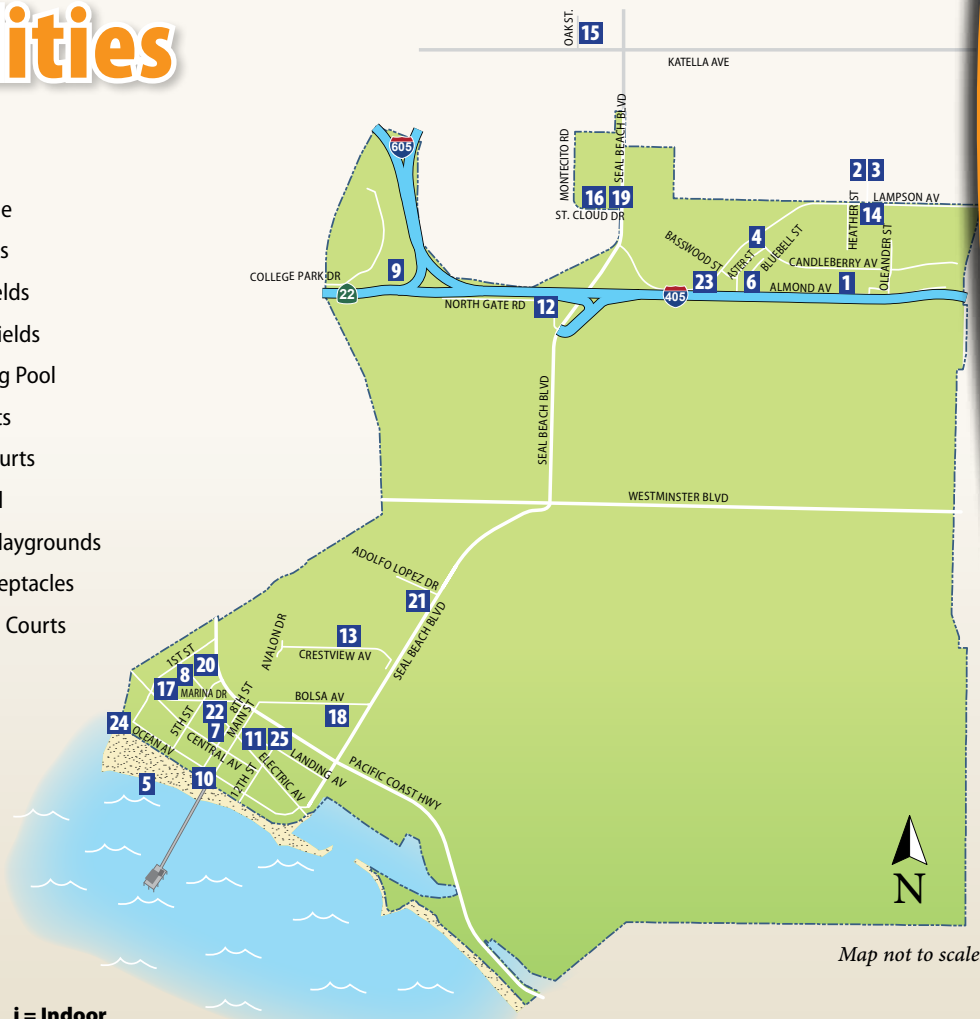 ities
e
s
elds
ields
g Pool
ts
urts
l
laygrounds
eptacles
Courts
i = Indoor
OAK ST.
15
KATELLA AVE
SEAL BEACH BLVD
MONTECITO RD
605
2 3
LAMPSON AV
16 19
ST. CLOUD DR
HEATHER ST
14
4
BASSWOOD ST
ASTER ST
BLUEBELL ST
OLEANDER ST
CANDLEBERRY AV
COLLEGE PARK DR
9
23
6
ALMOND AV
1
22
405
NORTH GATE RD
12
SEAL BEACH BLVD
WESTMINSTER BLVD
ADOLFO LOPEZ DR
21
SEAL BEACH BLVD
AVALON DR
13
CRESTVIEW AV
1ST ST
20
8
17
MARINA DR
8TH ST
MAIN ST
BOLSA AV
18
22
5TH ST
7
24
OCEAN AV
CENTRAL AV
11 25
LANDING AV
ELECTRIC AV
12TH ST
PACIFIC COAST HWY
10
5
N
Map not to scale